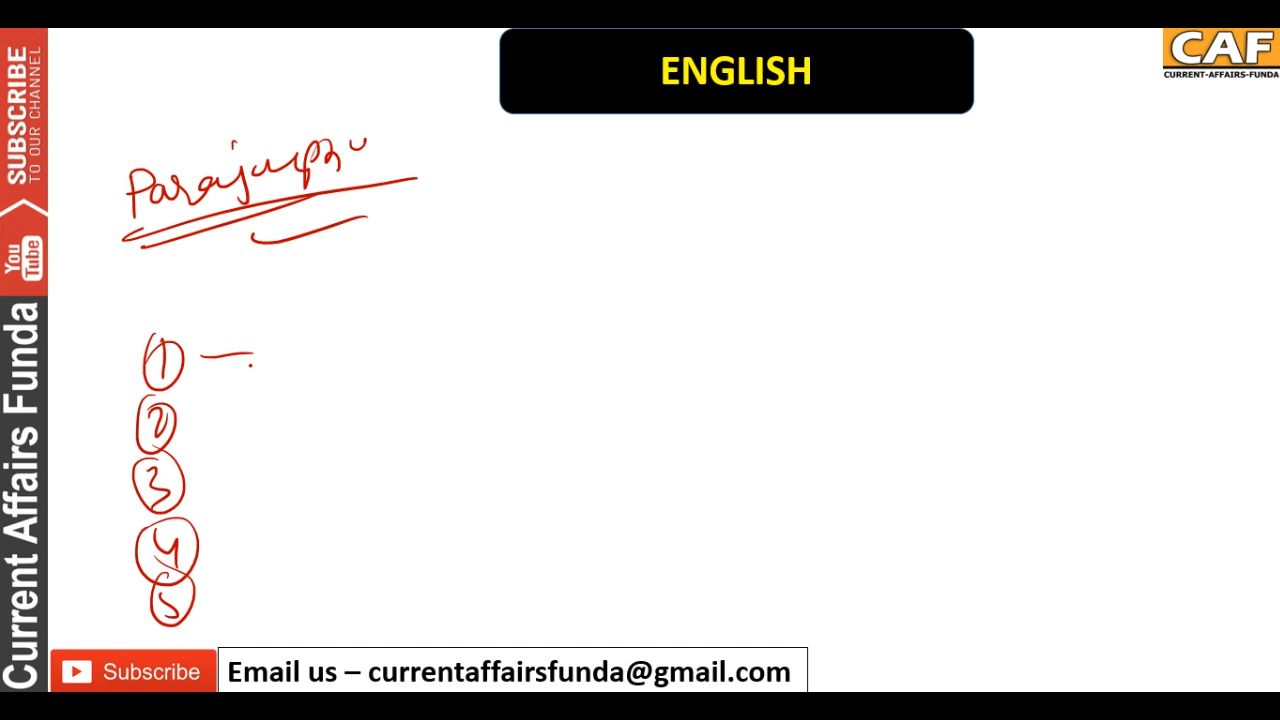 ENGLISH
CAF
CURRENT-AFFAIRS-FUNDA
SUBSCRIBE
TO OUR CHANNEL
You Tube
Current Affairs Funda
1 –
2
3
4
5
Subscribe
Email us – currentaffairsfunda@gmail.com